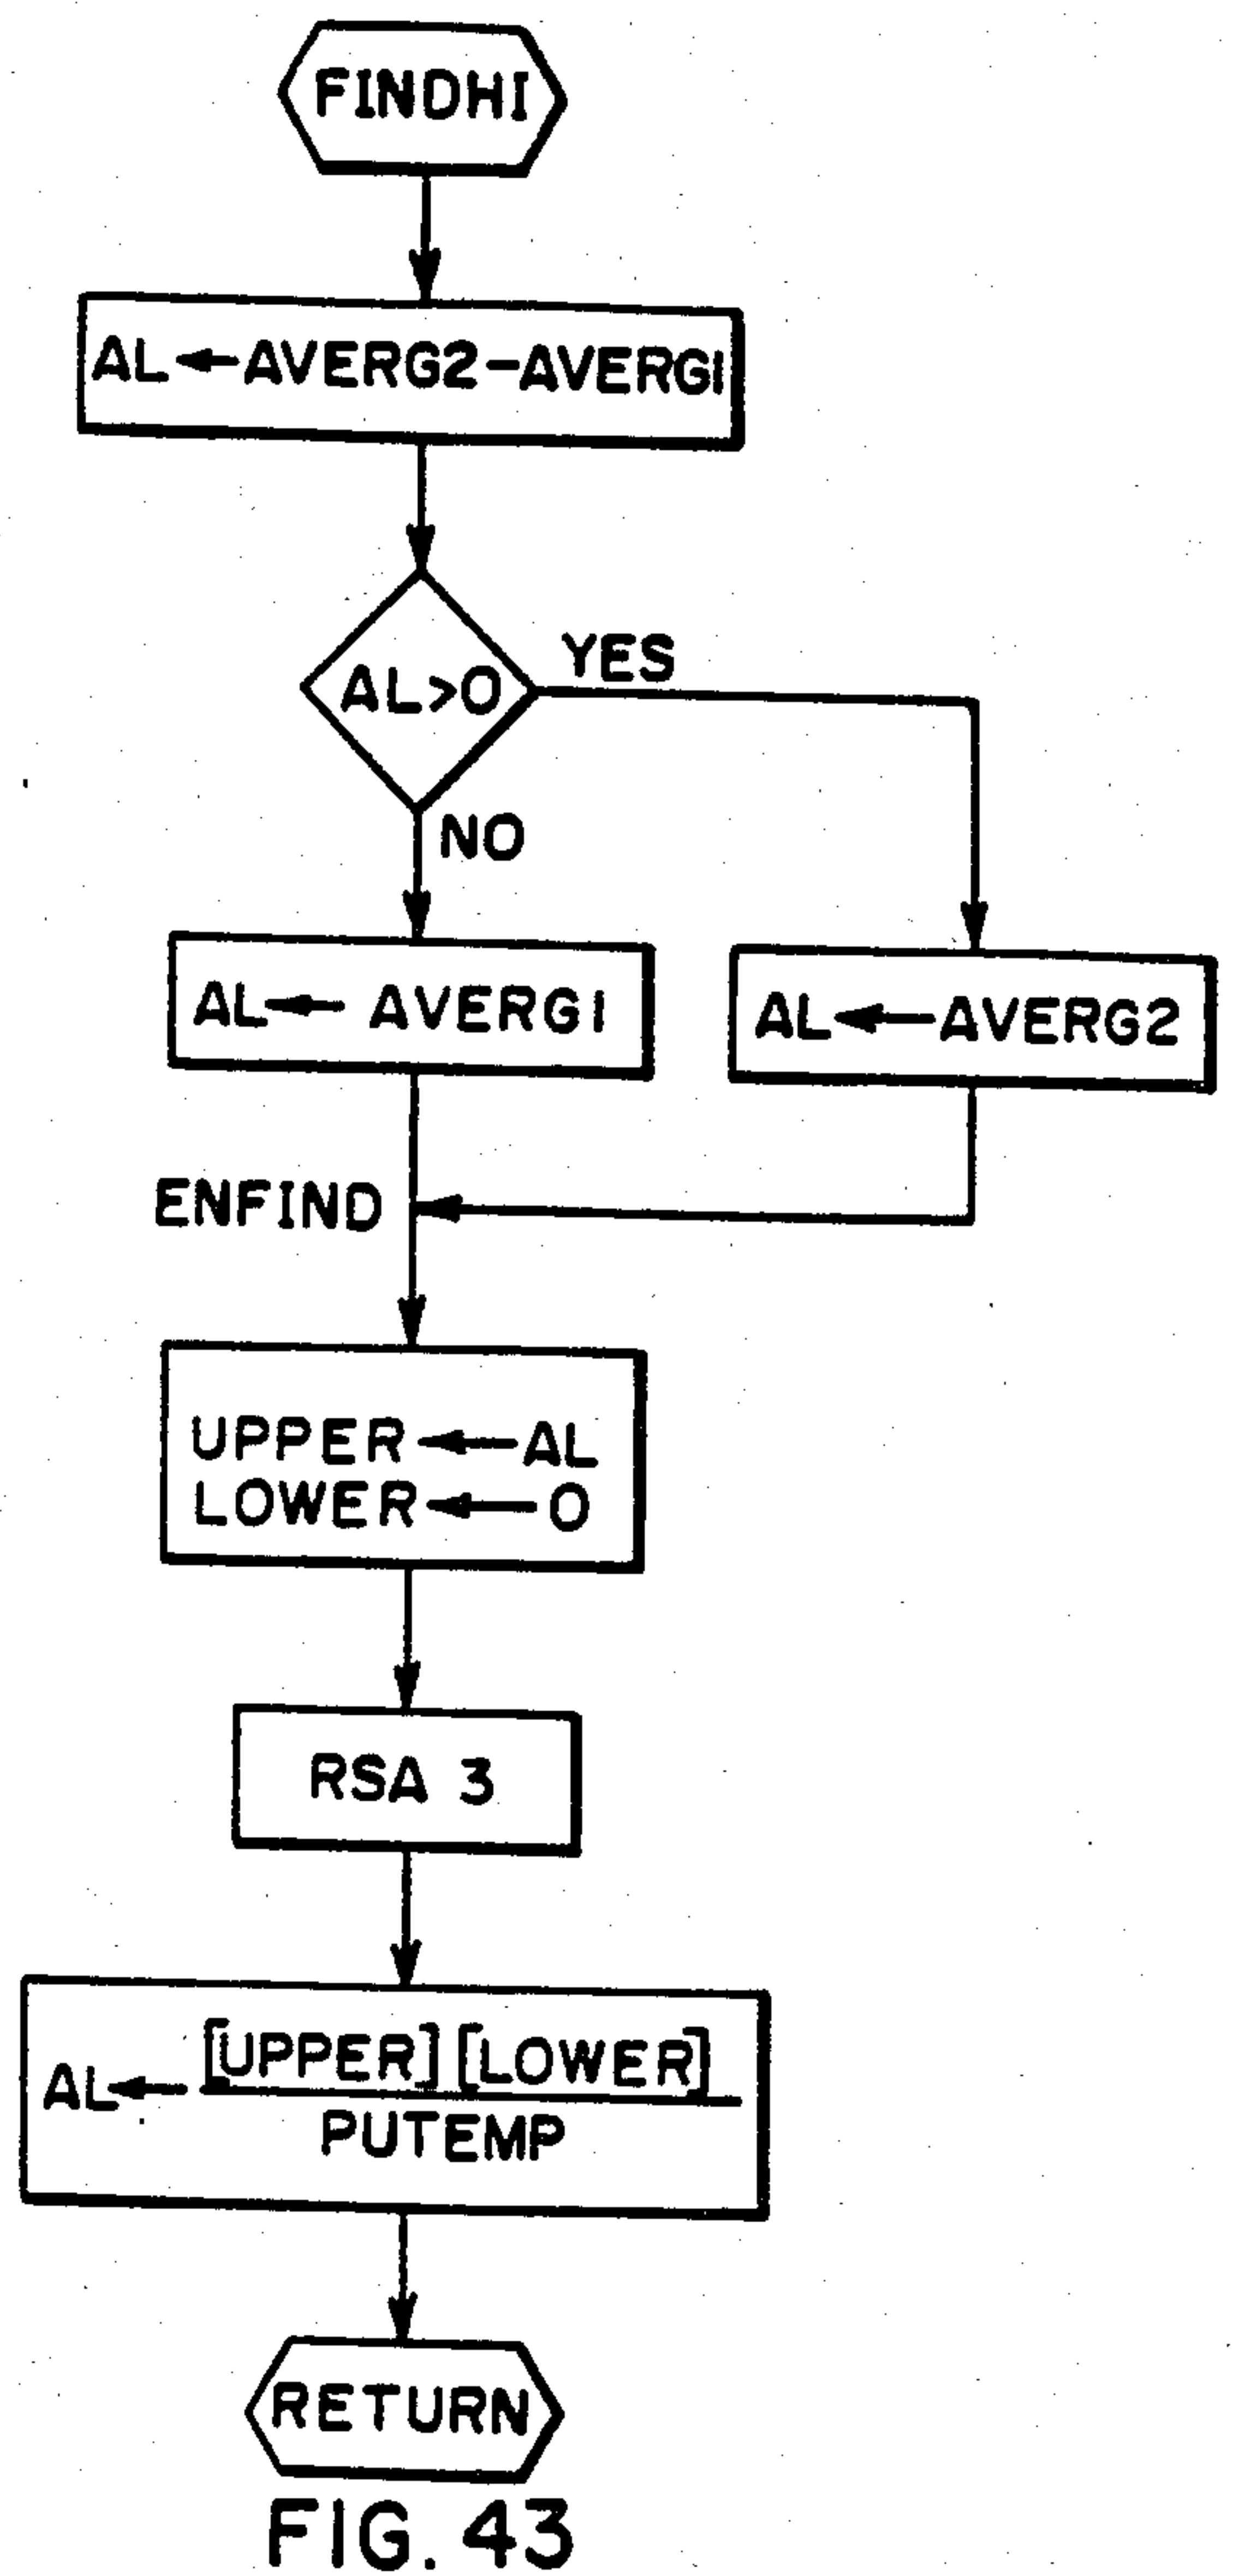 FINDHI
AL←AVERG2-AVERG1
AL>0
YES
NO
AL← AVERG1
AL←AVERG2
ENFIND
UPPER←AL
LOWER←0
RSA 3
AL←[UPPER][LOWER]
PUTEMP
RETURN
FIG. 43